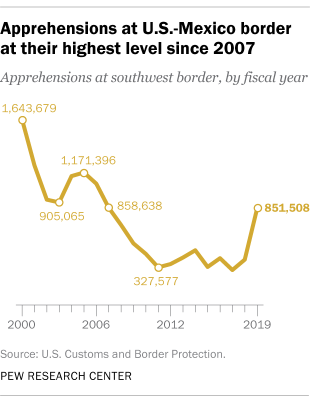 Apprehensions at U.S.-Mexico border
at their highest level since 2007
Apprehensions at southwest border, by fiscal year
1,643,679
1,171,396
905,065
858,638
851,508
327,577
2000 2006 2012 2019
Source: U.S. Customs and Border Protection.
PEW RESEARCH CENTER